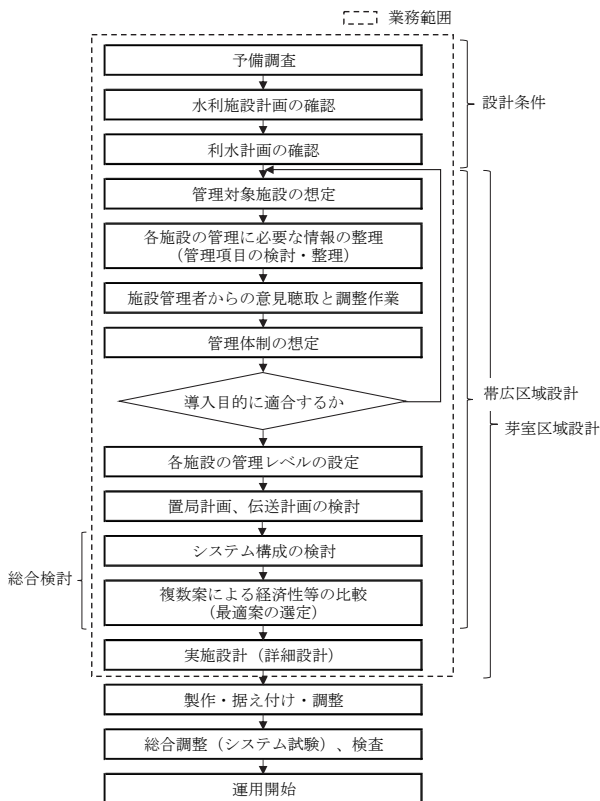 業務範囲
予備調査
水利施設計画の確認
設計条件
利水計画の確認
管理対象施設の想定
各施設の管理に必要な情報の整理
（管理項目の検討・整理）
施設管理者からの意見聴取と調整作業
管理体制の想定
導入目的に適合するか
帯広区域設計
芽室区域設計
各施設の管理レベルの設定
置局計画、伝送計画の検討
システム構成の検討
総合検討
複数案による経済性等の比較
（最適案の選定）
実施設計（詳細設計）
製作・据え付け・調整
総合調整（システム試験）、検査
運用開始